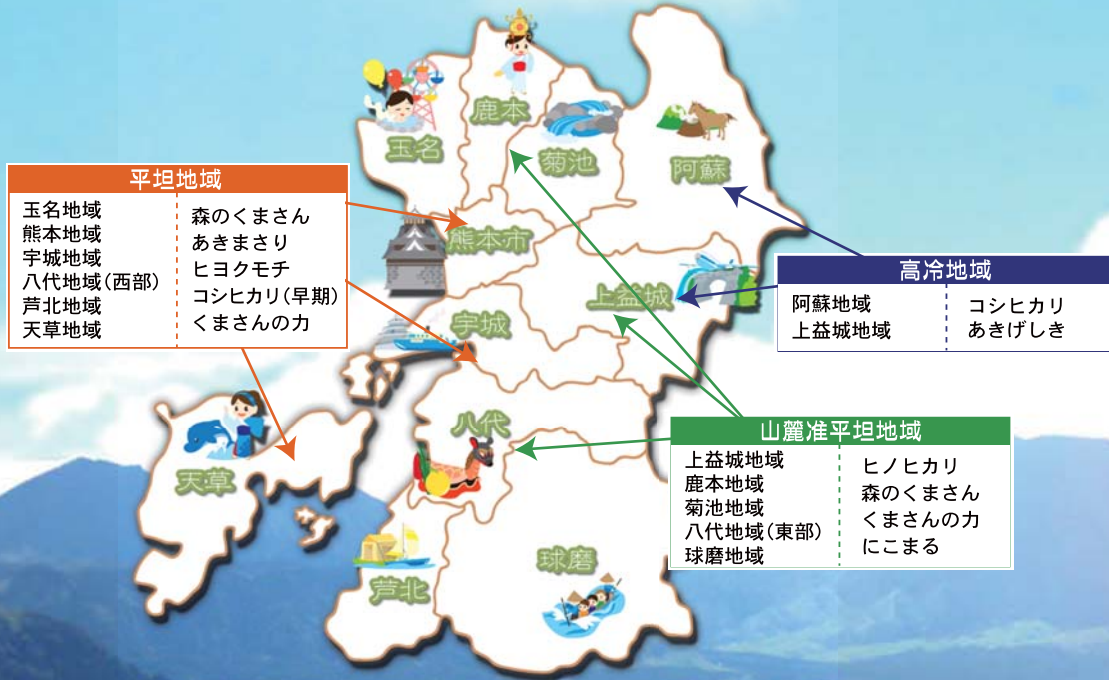 鹿本
玉名
菊池
阿蘇
熊本市
上益城
宇城
八代
天草
芦北
球磨
平坦地域
玉名地域
熊本地域
宇城地域
八代地域(西部)
芦北地域
天草地域
森のくまさん
あきまさり
ヒヨクモチ
コシヒカリ(早期)
くまさんの力
高冷地域
阿蘇地域
上益城地域
コシヒカリ
あきげしき
山麓准平坦地域
上益城地域
鹿本地域
菊池地域
八代地域(東部)
球磨地域
ヒノヒカリ
森のくまさん
くまさんの力
にこまる